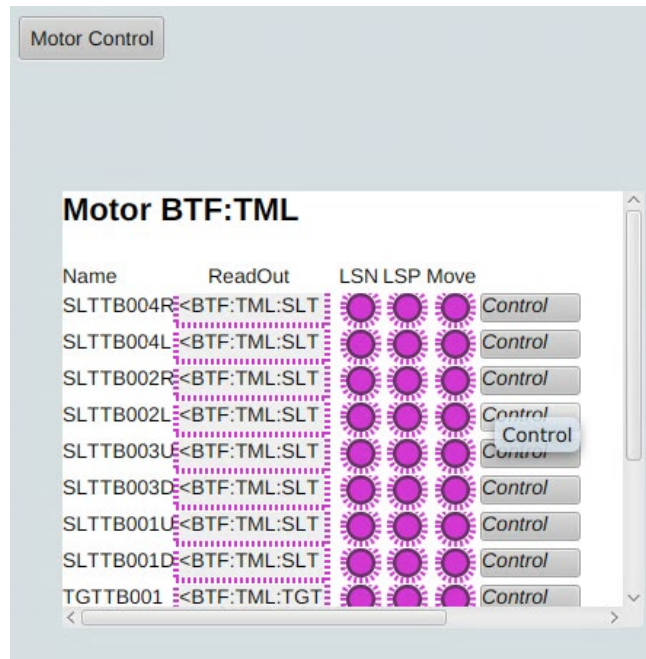 Motor Control
Motor BTF:TML
Name ReadOut LSN LSP Move
SLTTB004R <BTF:TML:SLT Control
SLTTB004L <BTF:TML:SLT Control
SLTTB002R <BTF:TML:SLT Control
SLTTB002L <BTF:TML:SLT Control
Control
SLTTB003U <BTF:TML:SLT Control
SLTTB003D <BTF:TML:SLT Control
SLTTB001U <BTF:TML:SLT Control
SLTTB001D <BTF:TML:SLT Control
TGTTB001 <BTF:TML:TGT Control